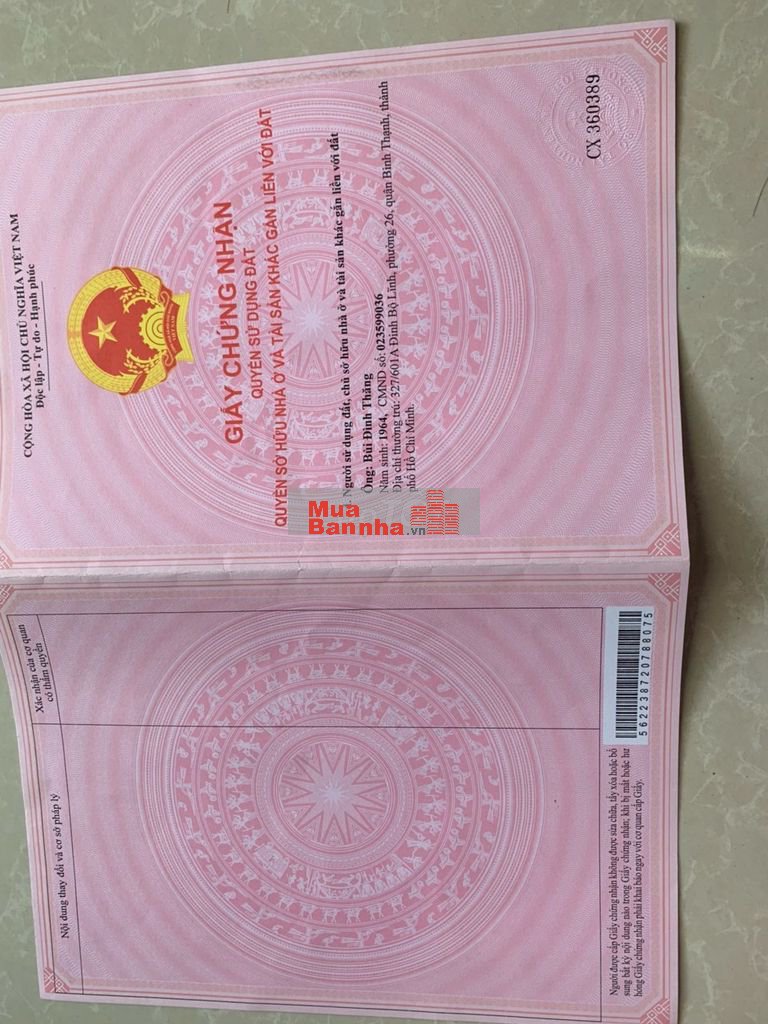 CỘNG HÒA XÃ HỘI CHỦ NGHĨA VIỆT NAM
Độc lập - Tự do - Hạnh phúc
GIẤY CHỨNG NHẬN
QUYỀN SỬ DỤNG ĐẤT
QUYỀN SỞ HỮU NHÀ Ở VÀ TÀI SẢN KHÁC GẮN LIỀN VỚI ĐẤT
I. Người sử dụng đất, chủ sở hữu nhà ở và tài sản khác gắn liền với đất
Ông: Bùi Đình Thăng
Năm sinh: 1964, CMND số: 023599036
Địa chỉ thường trú: 327/601A Đinh Bộ Lĩnh, phường 26, quận Bình Thạnh, thành
phố Hồ Chí Minh.
CX 360389
Mua
Bannha.vn
Nội dung thay đổi và cơ sở pháp lý
Xác nhận của cơ quan
có thẩm quyền
Người được cấp Giấy chứng nhận không được sửa chữa, tẩy xóa hoặc bổ
sung bất kỳ nội dung nào trong Giấy chứng nhận; khi bị mất hoặc hư
hỏng Giấy chứng nhận phải khai báo ngay với cơ quan cấp Giấy.
562238720788075